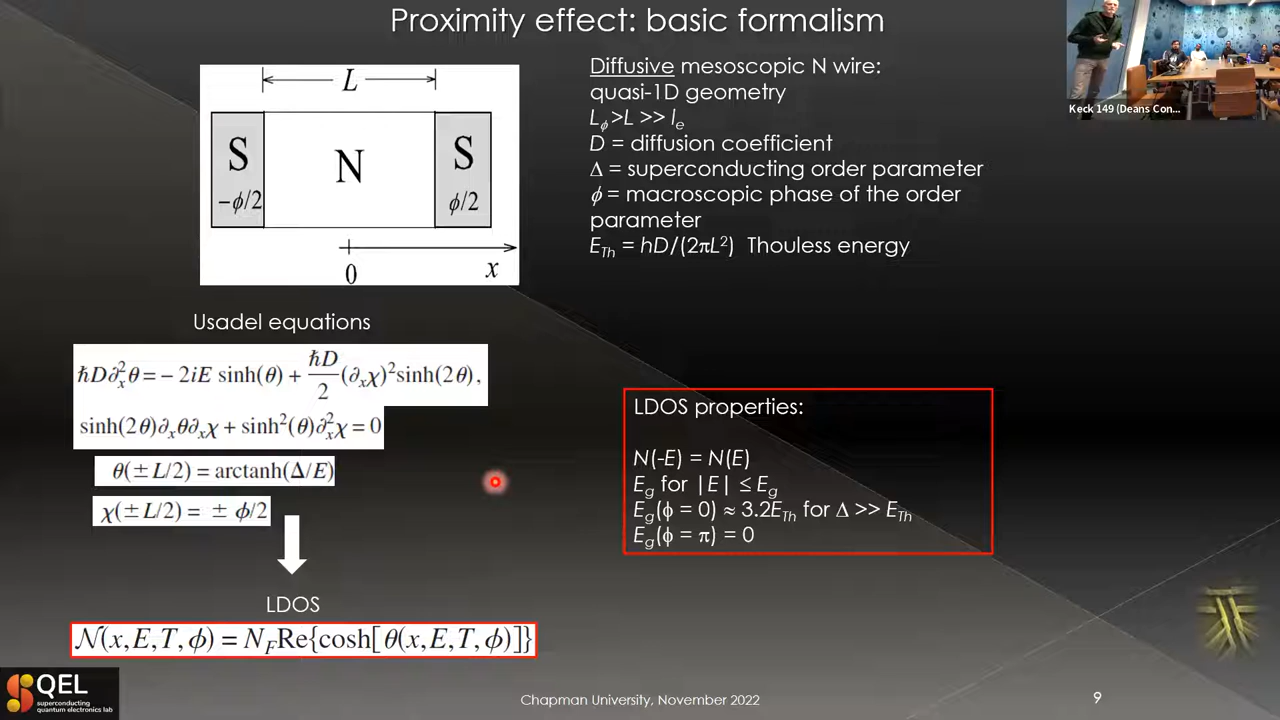 Proximity effect: basic formalism
L
S
−ϕ/2
N
S
ϕ/2
0
x
Diffusive mesoscopic N wire:
quasi-1D geometry
Lϕ >L >> le
D = diffusion coefficient
Δ = superconducting order parameter
ϕ = macroscopic phase of the order
parameter
ETh = hD/(2πL²) Thouless energy
Keck 149 (Deans Con...
Usadel equations
ℏD∂ₓ²θ = − 2iE sinh(θ) + ℏD/2 (∂ₓχ)² sinh(2θ),
sinh(2θ)∂ₓθ∂ₓχ + sinh²(θ)∂ₓ²χ = 0
θ(±L/2) = arctanh(Δ/E)
χ(±L/2) = ± ϕ/2
LDOS
N(x,E,T,ϕ) = NF Re{cosh[θ(x,E,T,ϕ)]}
LDOS properties:
N(-E) = N(E)
Eg for |E| ≤ Eg
Eg(ϕ = 0) ≈ 3.2ETh for Δ >> ETh
Eg(ϕ = π) = 0
SQEL
superconducting
quantum electronics lab
Chapman University, November 2022
9